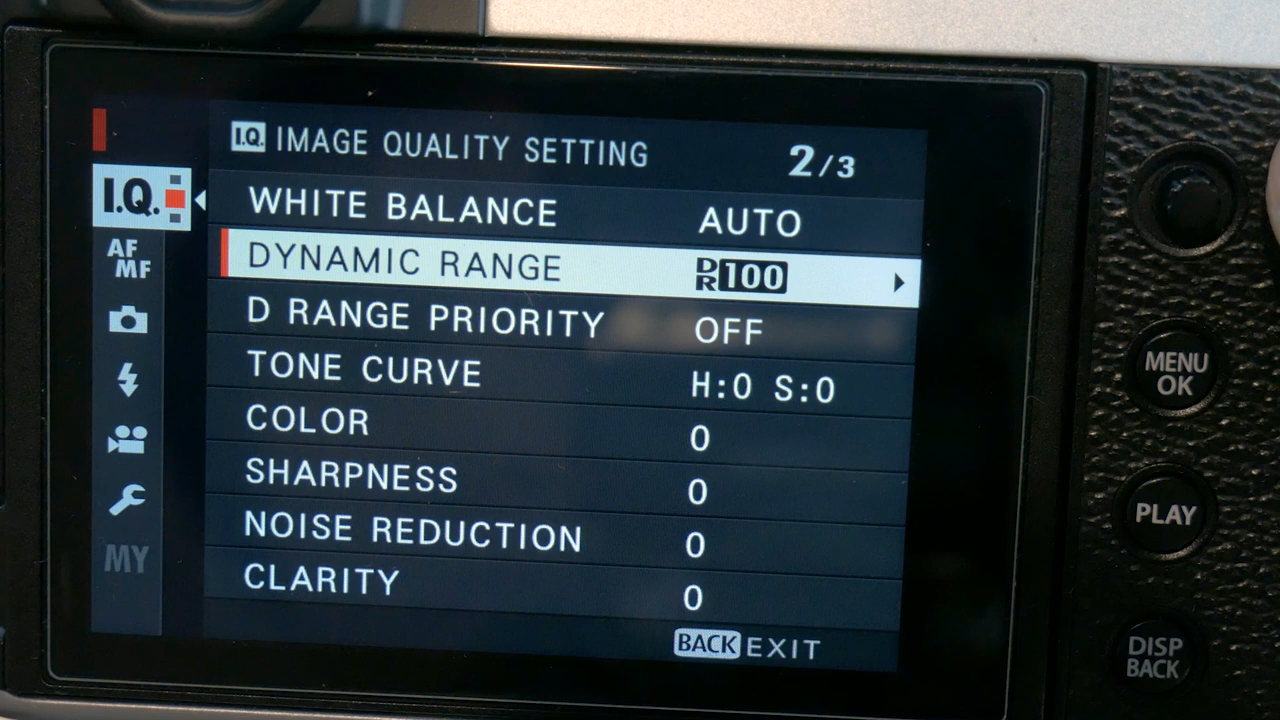 I.Q. IMAGE QUALITY SETTING 2/3
I.Q.
WHITE BALANCE AUTO
DYNAMIC RANGE DR100
AF MF
D RANGE PRIORITY OFF
TONE CURVE H:0 S:0
COLOR 0
SHARPNESS 0
NOISE REDUCTION 0
MY
CLARITY 0
BACK EXIT
MENU
OK
PLAY
DISP
BACK